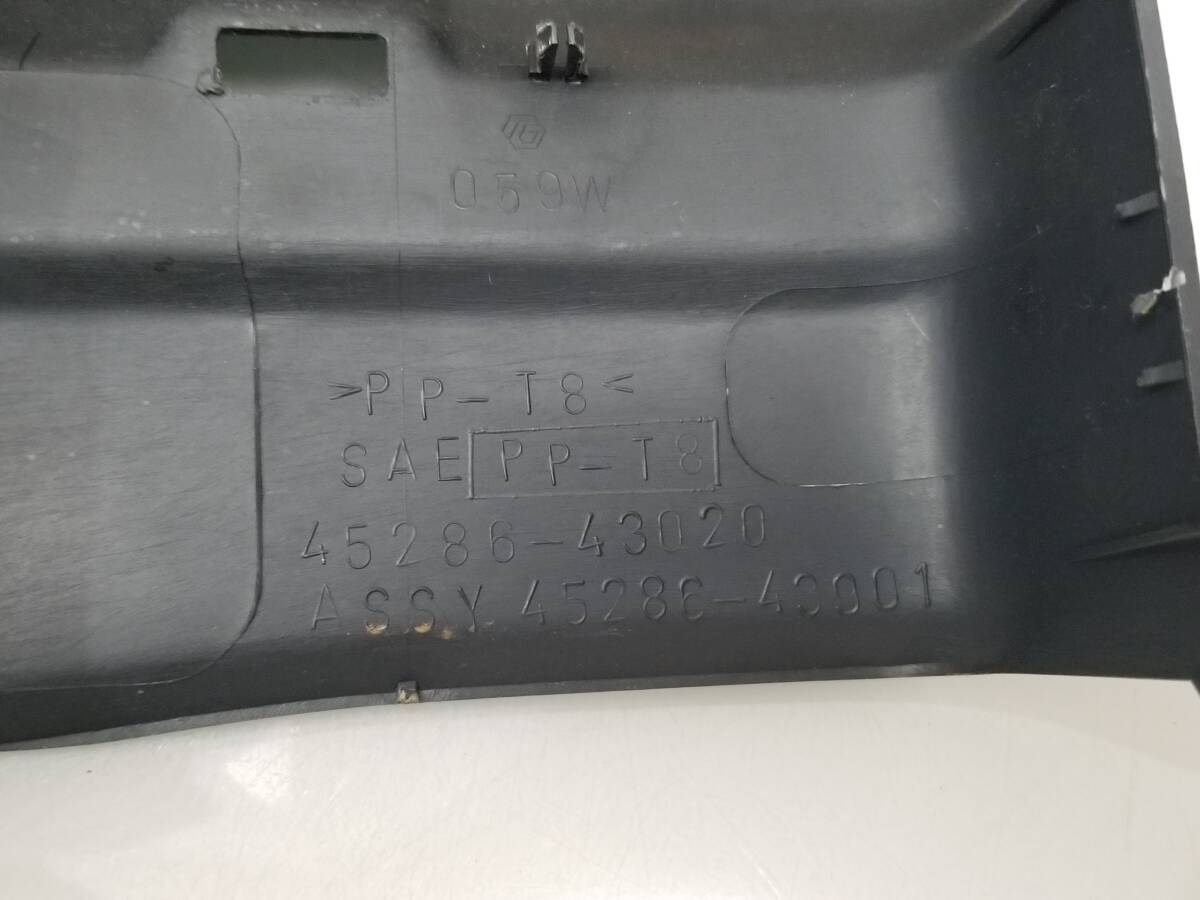 059W
>PP-T8<
SAE PP-T8
45286-43020
ASSY 45286-43001